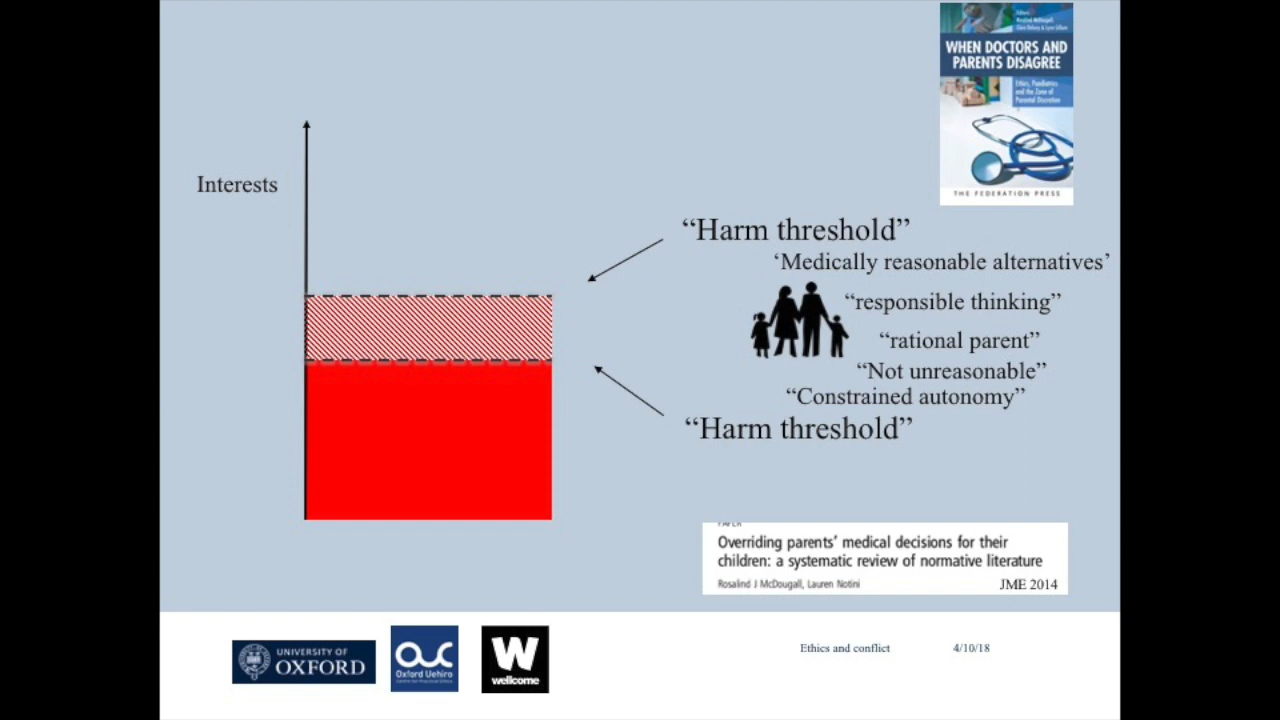 WHEN DOCTORS AND
PARENTS DISAGREE
Ethics, Paediatrics
and the Zone of
Parental Discretion
THE FEDERATION PRESS
Interests
“Harm threshold”
‘Medically reasonable alternatives’
“responsible thinking”
“rational parent”
“Not unreasonable”
“Constrained autonomy”
“Harm threshold”
Overriding parents’ medical decisions for their
children: a systematic review of normative literature
Rosalind J McDougall, Lauren Notini
JME 2014
UNIVERSITY OF
OXFORD
OUC
Oxford Uehiro
W
wellcome
Ethics and conflict
4/10/18